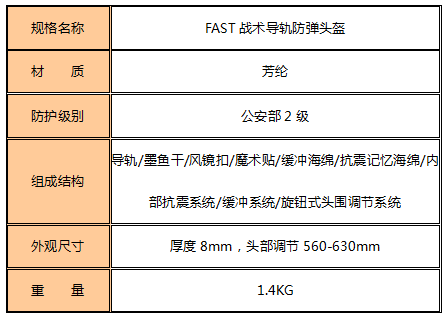 规格名称 FAST 战术导轨防弹头盔
材 质 芳纶
防护级别 公安部 2 级
导轨/墨鱼干/风镜扣/魔术贴/缓冲海绵/抗震记忆海绵/内
组成结构
部抗震系统/缓冲系统/旋钮式头围调节系统
外观尺寸 厚度 8mm，头部调节 560-630mm
重 量 1.4KG